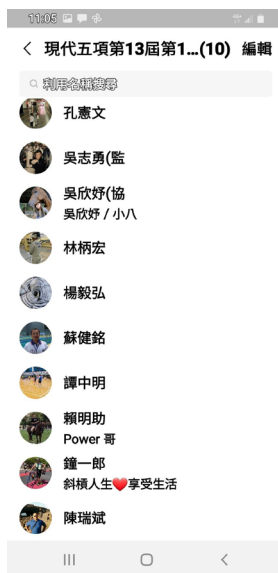 11:05
現代五項第13屆第1...(10) 編輯
利用名稱搜尋
孔憲文
吳志勇(監
吳欣妤(協
吳欣妤 / 小八
林柄宏
楊毅弘
蘇健銘
譚中明
賴明助
Power 哥
鐘一郎
斜槓人生❤️享受生活
陳瑞斌